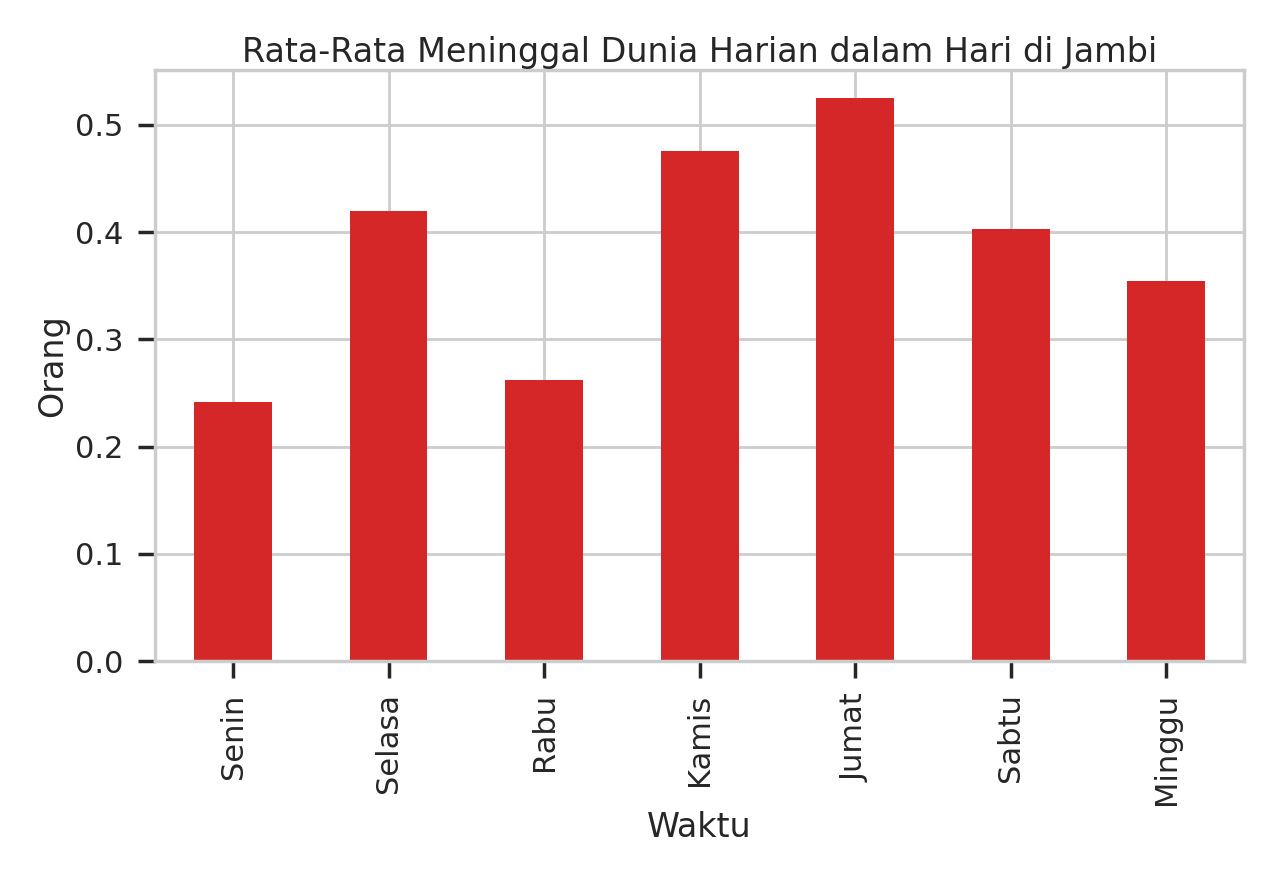 Rata-Rata Meninggal Dunia Harian dalam Hari di Jambi
Orang
0.5
0.4
0.3
0.2
0.1
0.0
Senin
Selasa
Rabu
Kamis
Jumat
Sabtu
Minggu
Waktu